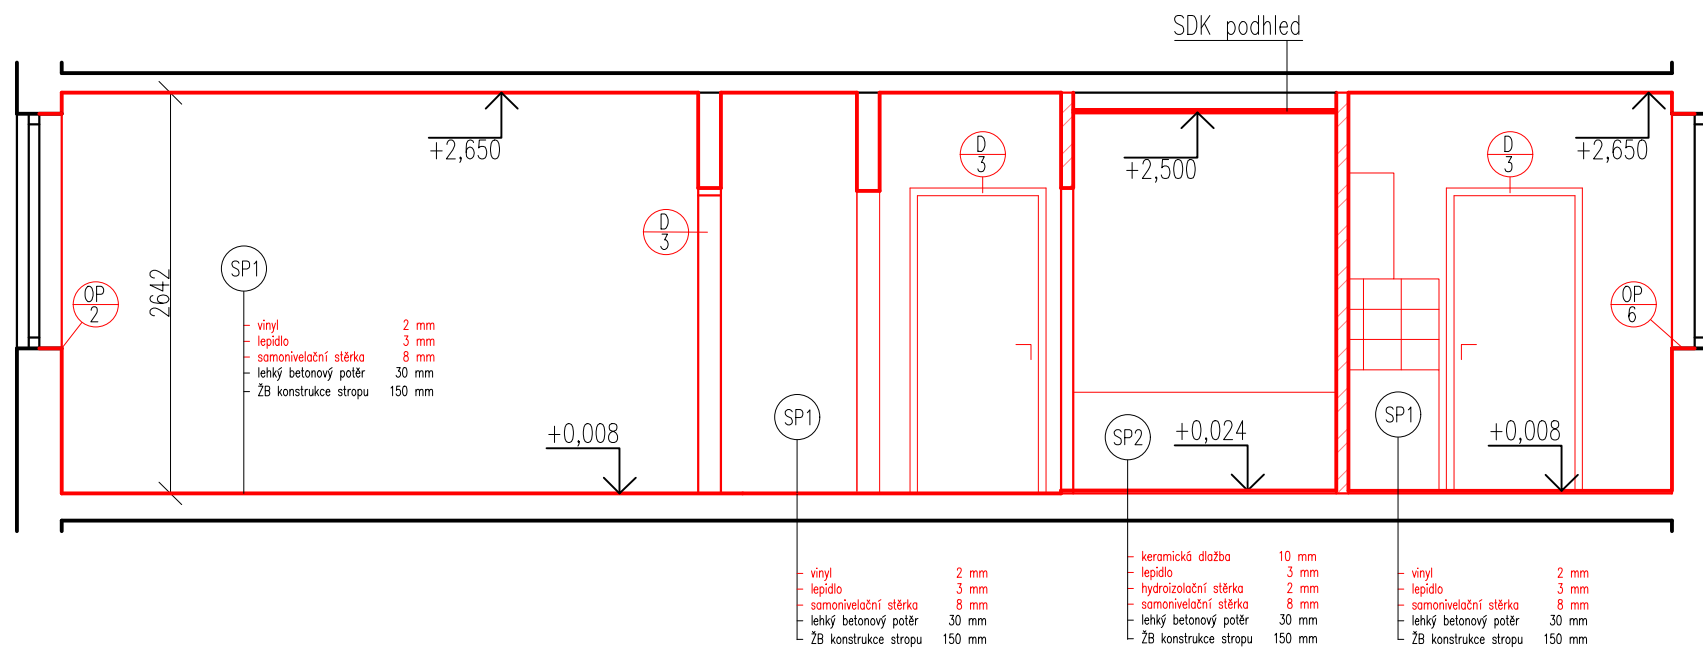 SDK podhled
+2,650
+2,500
+2,650
D
3
D
3
D
3
OP
2
OP
6
2642
SP1
vinyl 2 mm
lepidlo 3 mm
samonivelační stěrka 8 mm
lehký betonový potěr 30 mm
ŽB konstrukce stropu 150 mm
+0,008
SP1
SP2
+0,024
SP1
+0,008
vinyl 2 mm
lepidlo 3 mm
samonivelační stěrka 8 mm
lehký betonový potěr 30 mm
ŽB konstrukce stropu 150 mm
keramická dlažba 10 mm
lepidlo 3 mm
hydroizolační stěrka 2 mm
samonivelační stěrka 8 mm
lehký betonový potěr 30 mm
ŽB konstrukce stropu 150 mm
vinyl 2 mm
lepidlo 3 mm
samonivelační stěrka 8 mm
lehký betonový potěr 30 mm
ŽB konstrukce stropu 150 mm